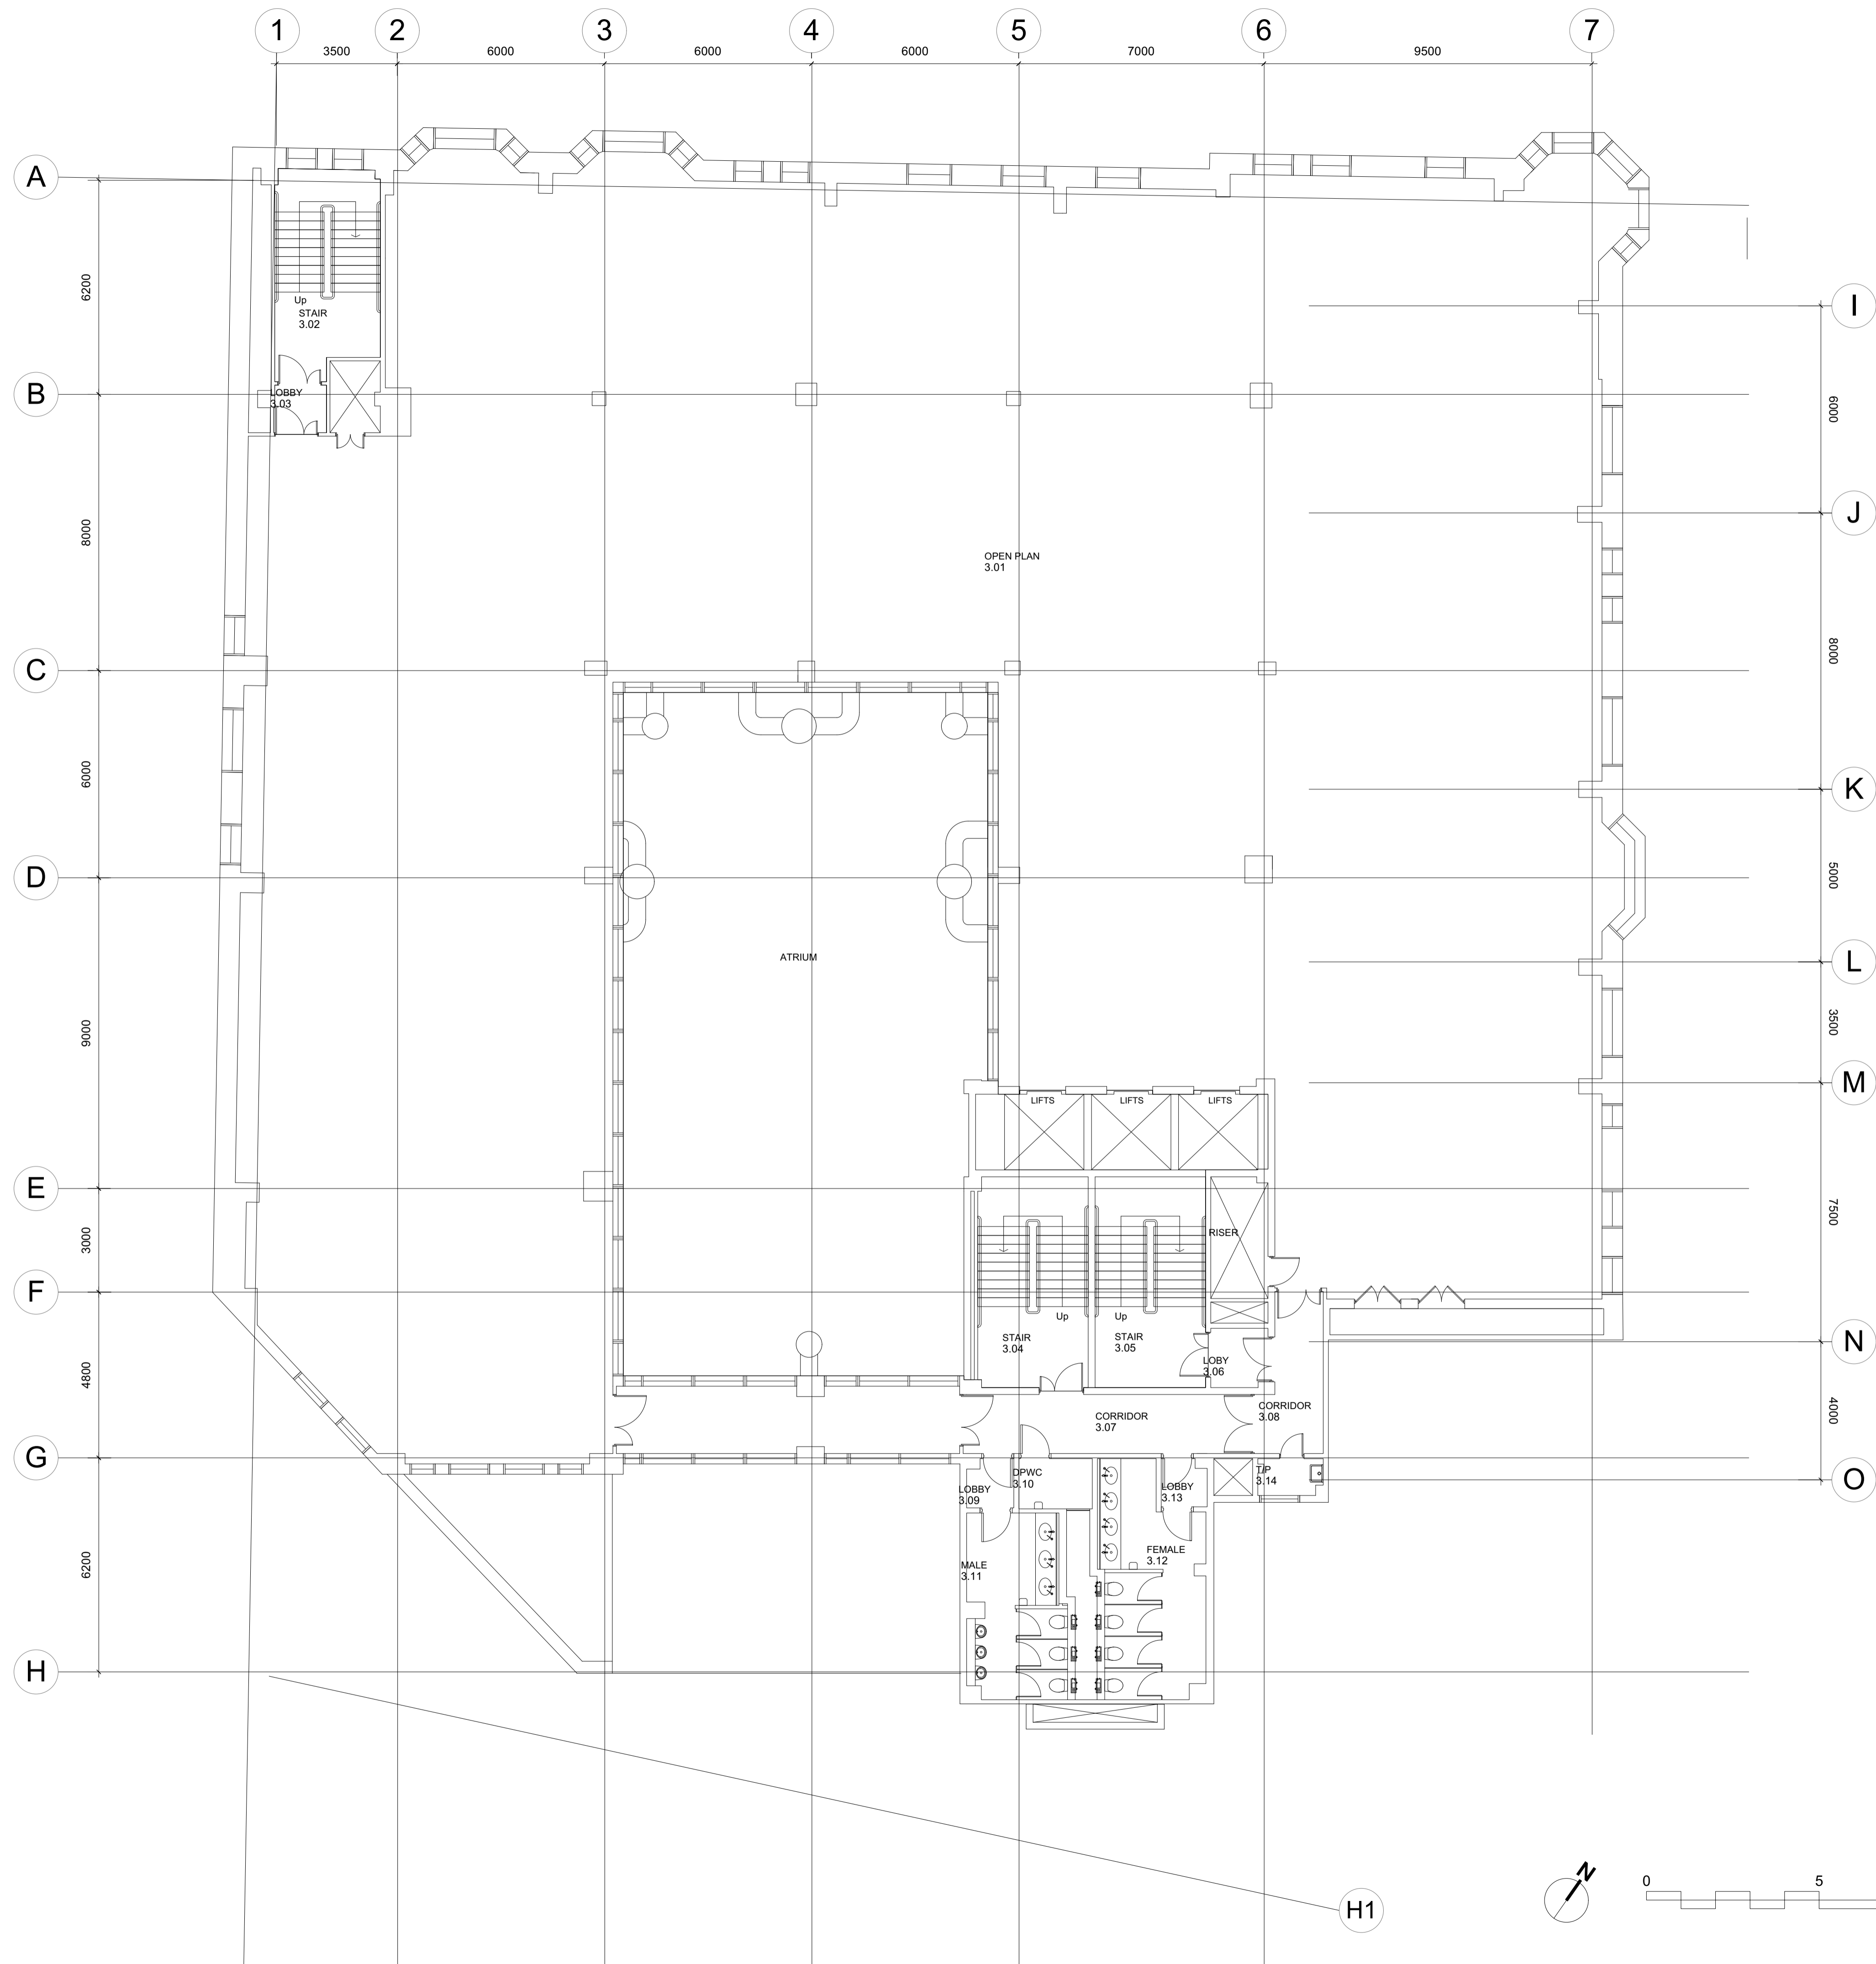 1 2 3 4 5 6 7
3500 6000 6000 6000 7000 9500
A
6200
Up
STAIR
3.02
I
B
LOBBY
3.03
6000
J
8000
OPEN PLAN
3.01
8000
C
6000
K
D
5000
ATRIUM
L
9000
3500
M
LIFTS LIFTS LIFTS
E
7500
RISER
3000
F
Up Up
STAIR
3.04
STAIR
3.05
N
LOBY
3.06
4800
CORRIDOR
3.07
CORRIDOR
3.08
4000
G
DPWC
3.10
T/P
3.14
O
LOBBY
3.09
LOBBY
3.13
6200
MALE
3.11
FEMALE
3.12
H
N
0 5
H1